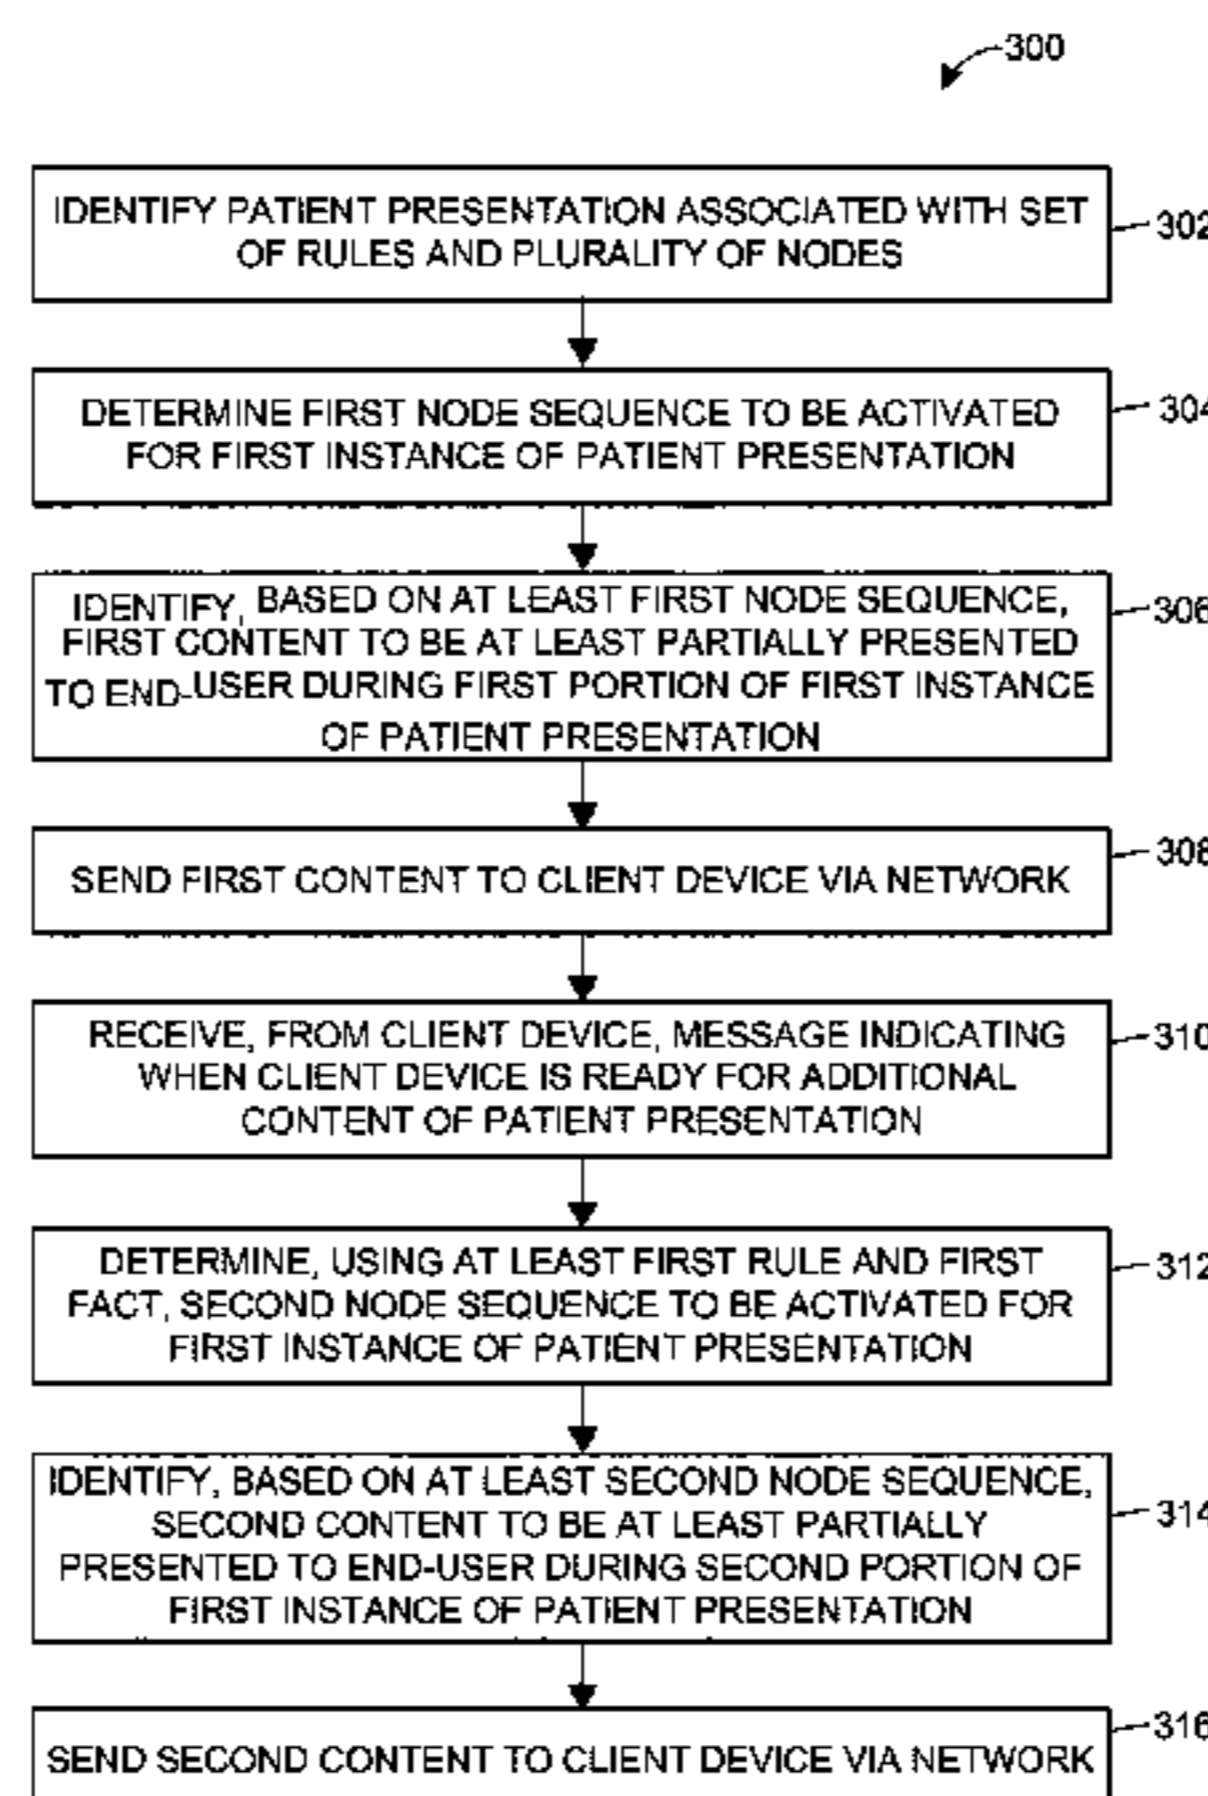 300
IDENTIFY PATIENT PRESENTATION ASSOCIATED WITH SET
OF RULES AND PLURALITY OF NODES
302
DETERMINE FIRST NODE SEQUENCE TO BE ACTIVATED
FOR FIRST INSTANCE OF PATIENT PRESENTATION
304
IDENTIFY, BASED ON AT LEAST FIRST NODE SEQUENCE,
FIRST CONTENT TO BE AT LEAST PARTIALLY PRESENTED
TO END-USER DURING FIRST PORTION OF FIRST INSTANCE
OF PATIENT PRESENTATION
306
SEND FIRST CONTENT TO CLIENT DEVICE VIA NETWORK
308
RECEIVE, FROM CLIENT DEVICE, MESSAGE INDICATING
WHEN CLIENT DEVICE IS READY FOR ADDITIONAL
CONTENT OF PATIENT PRESENTATION
310
DETERMINE, USING AT LEAST FIRST RULE AND FIRST
FACT, SECOND NODE SEQUENCE TO BE ACTIVATED FOR
FIRST INSTANCE OF PATIENT PRESENTATION
312
IDENTIFY, BASED ON AT LEAST SECOND NODE SEQUENCE,
SECOND CONTENT TO BE AT LEAST PARTIALLY
PRESENTED TO END-USER DURING SECOND PORTION OF
FIRST INSTANCE OF PATIENT PRESENTATION
314
SEND SECOND CONTENT TO CLIENT DEVICE VIA NETWORK
316